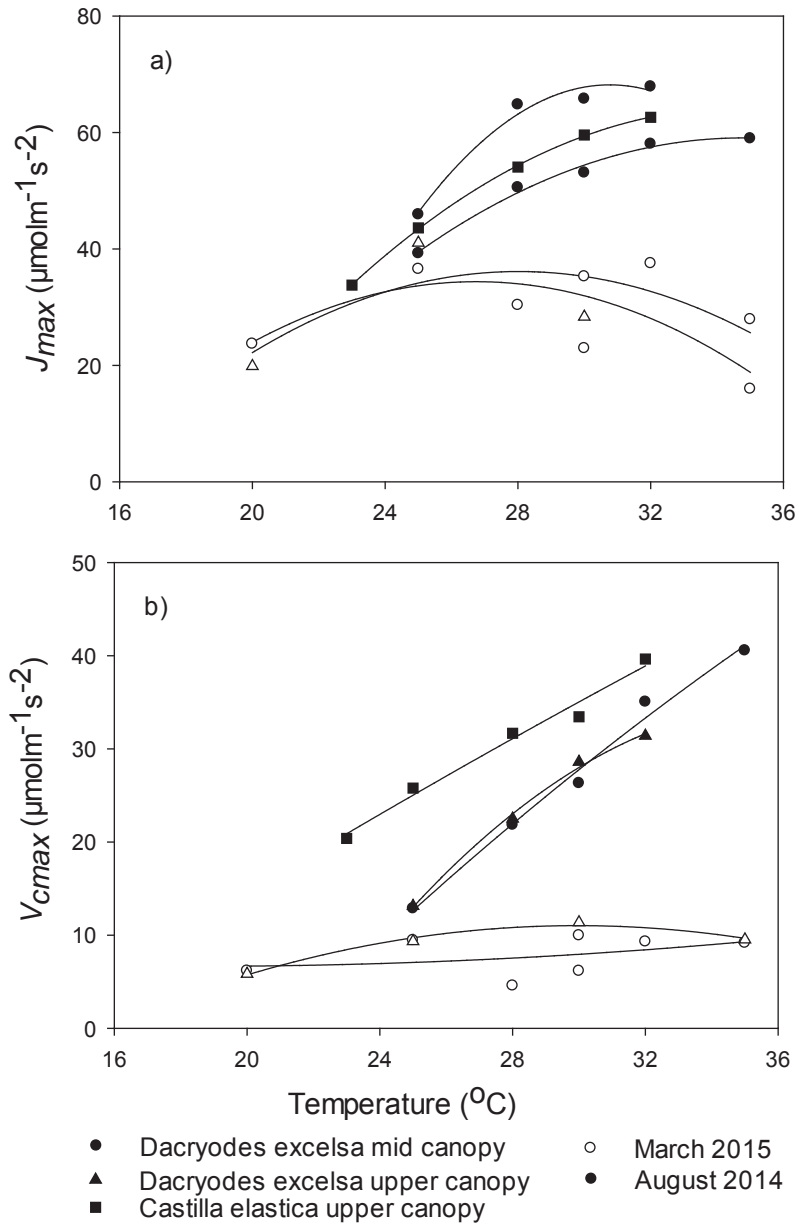 80
a)
60
40
20
0
Jmax (µmolm-1s-2)
16 20 24 28 32 36
50
b)
40
30
20
10
0
Vcmax (µmolm-1s-2)
16 20 24 28 32 36
Temperature (oC)
Dacryodes excelsa mid canopy
Dacryodes excelsa upper canopy
Castilla elastica upper canopy
March 2015
August 2014